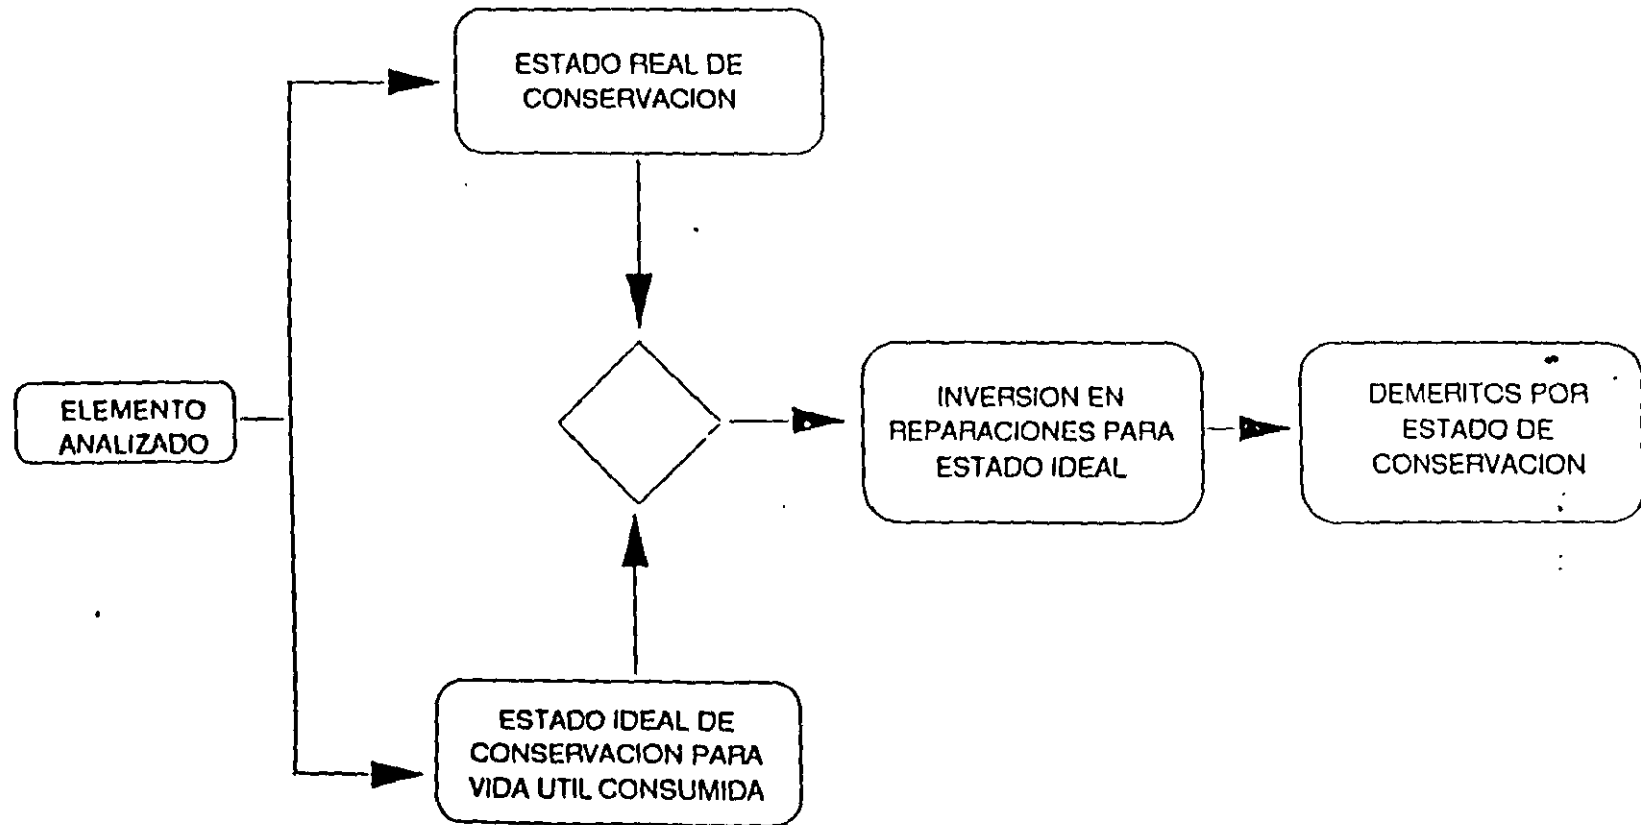 ESTADO REAL DE
CONSERVACION
ELEMENTO
ANALIZADO
INVERSION EN
REPARACIONES PARA
ESTADO IDEAL
DEMERITOS POR
ESTADO DE
CONSERVACION
ESTADO IDEAL DE
CONSERVACION PARA
VIDA UTIL CONSUMIDA